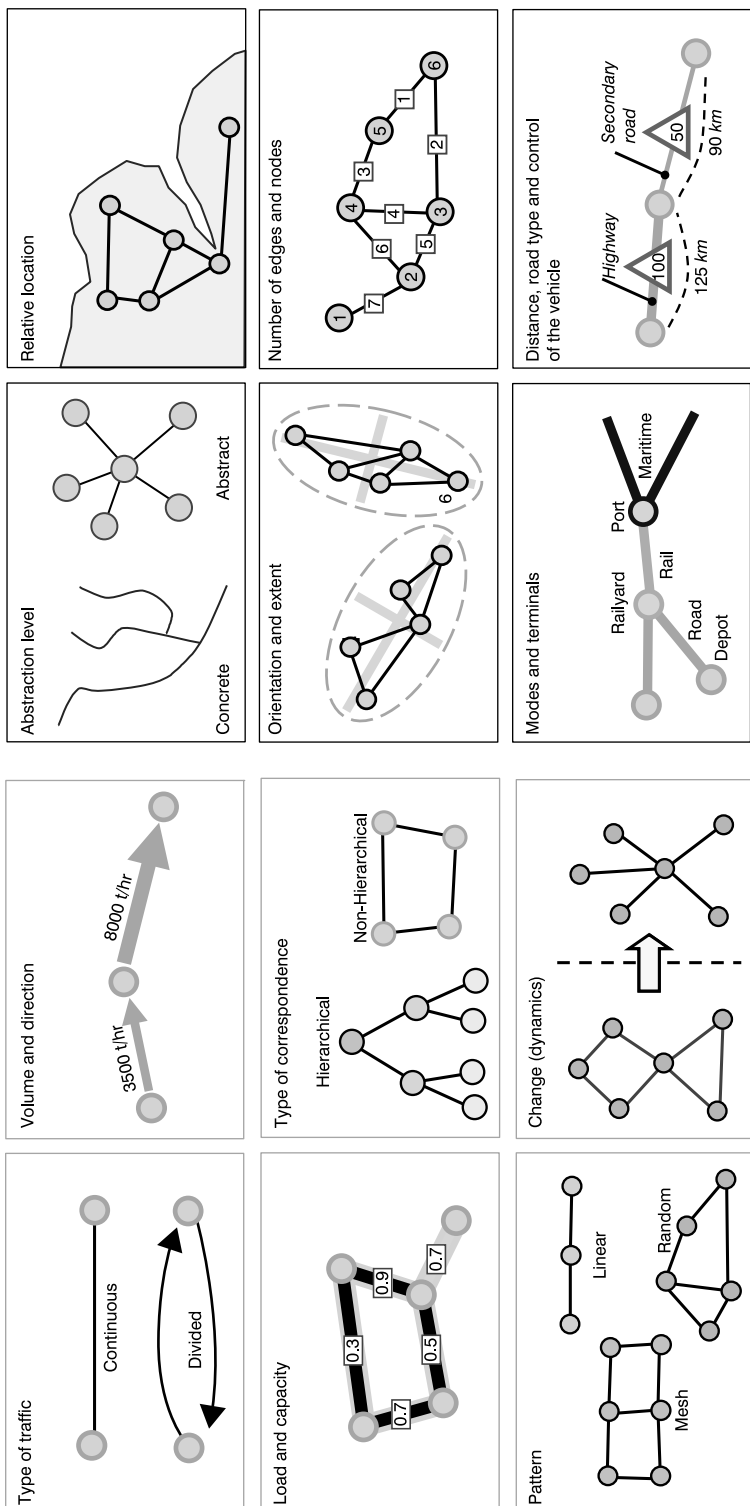 Type of traffic
Continuous
Divided
Volume and direction
3500 t/hr
8000 t/hr
Abstraction level
Concrete
Abstract
Relative location
Load and capacity
0.3
0.7
0.9
0.5
0.7
Type of correspondence
Hierarchical
Non-Hierarchical
Orientation and extent
6
Number of edges and nodes
1
7
2
6
4
3
5
1
6
4
5
3
2
Pattern
Linear
Mesh
Random
Change (dynamics)
Modes and terminals
Railyard
Port
Maritime
Rail
Road
Depot
Distance, road type and control
of the vehicle
Highway
Secondary
road
100
50
125 km
90 km